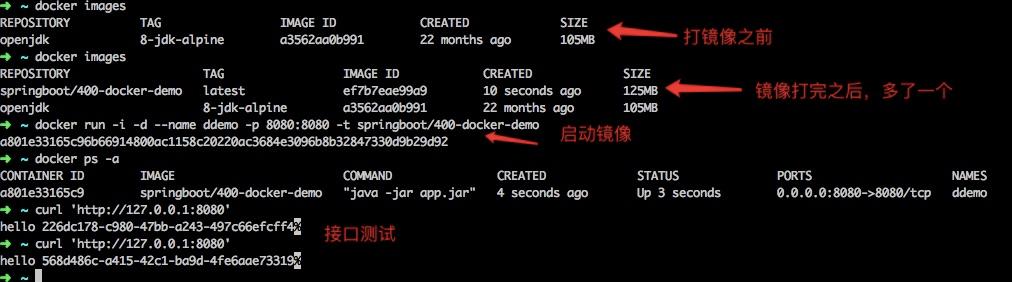 ➜ ~ docker images
REPOSITORY TAG IMAGE ID CREATED SIZE
openjdk 8-jdk-alpine a3562aa0b991 22 months ago 105MB
打镜像之前
➜ ~ docker images
REPOSITORY TAG IMAGE ID CREATED SIZE
springboot/400-docker-demo latest ef7b7eae99a9 10 seconds ago 125MB
镜像打完之后，多了一个
openjdk 8-jdk-alpine a3562aa0b991 22 months ago 105MB
➜ ~ docker run -i -d --name ddemo -p 8080:8080 -t springboot/400-docker-demo
启动镜像
a801e33165c96b66914800ac1158c20220ac3684e3096b8b32847330d9b29d92
➜ ~ docker ps -a
CONTAINER ID IMAGE COMMAND CREATED STATUS PORTS NAMES
a801e33165c9 springboot/400-docker-demo "java -jar app.jar" 4 seconds ago Up 3 seconds 0.0.0.0:8080->8080/tcp ddemo
➜ ~ curl 'http://127.0.0.1:8080'
hello 226dc178-c980-47bb-a243-497c66efcff4%
接口测试
➜ ~ curl 'http://127.0.0.1:8080'
hello 568d486c-a415-42c1-ba9d-4fe6aae73319%
➜ ~